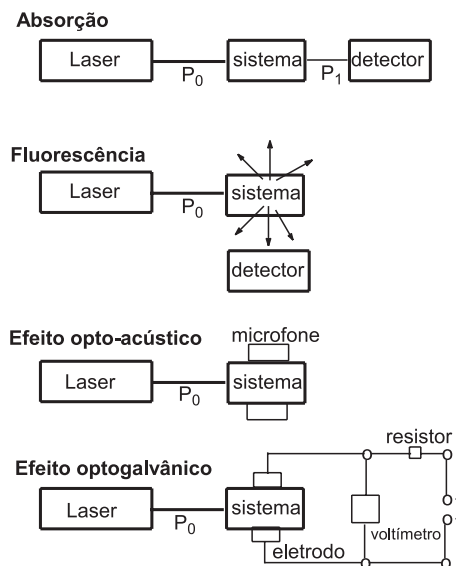 Absorção
Laser
P0
sistema
P1
detector
Fluorescência
Laser
P0
sistema
detector
Efeito opto-acústico
microfone
Laser
P0
sistema
Efeito optogalvânico
resistor
Laser
P0
sistema
voltímetro
eletrodo